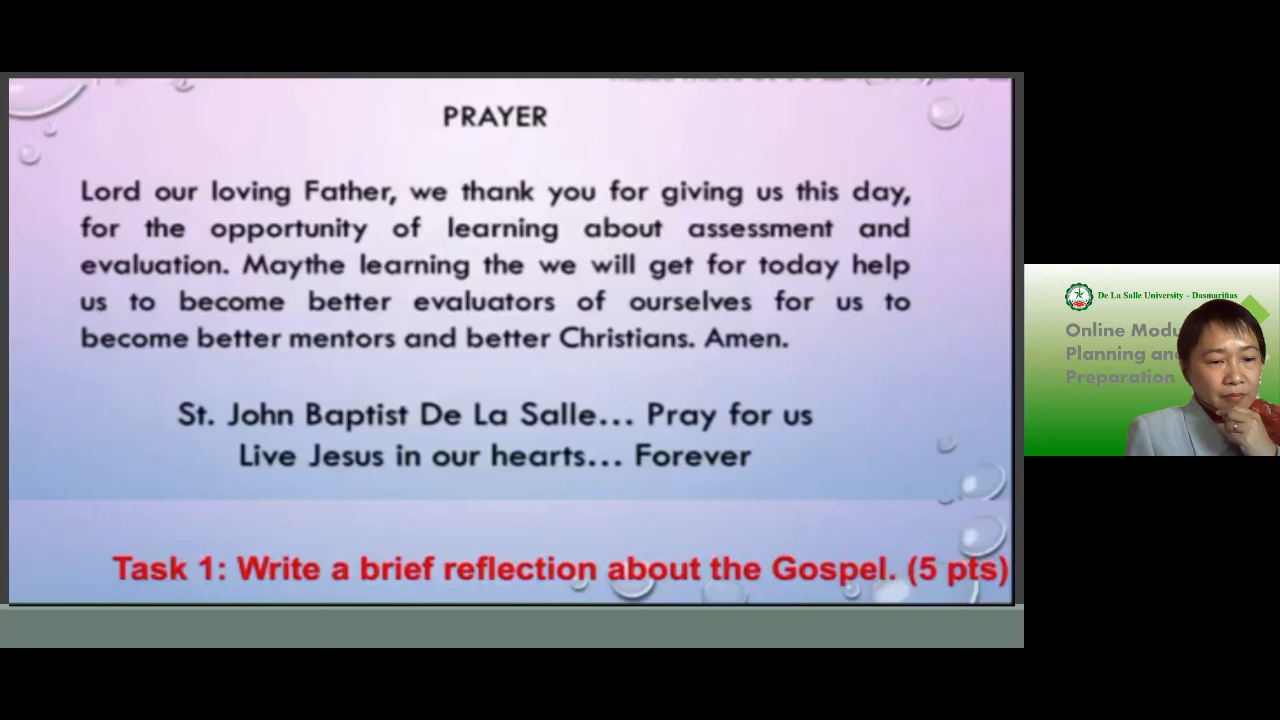 PRAYER
Lord our loving Father, we thank you for giving us this day,
for the opportunity of learning about assessment and
evaluation. Maythe learning the we will get for today help
us to become better evaluators of ourselves for us to
become better mentors and better Christians. Amen.
St. John Baptist De La Salle... Pray for us
Live Jesus in our hearts... Forever
Task 1: Write a brief reflection about the Gospel. (5 pts)
De La Salle University - Dasmariñas
Online Modu
Planning and
Preparation